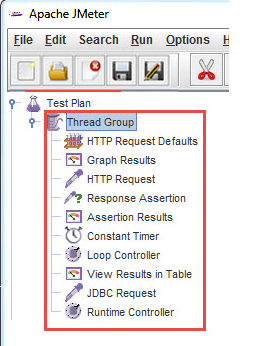 Apache JMeter
File Edit Search Run Options H
Test Plan
Thread Group
HTTP Request Defaults
Graph Results
HTTP Request
Response Assertion
Assertion Results
Constant Timer
Loop Controller
View Results in Table
JDBC Request
Runtime Controller